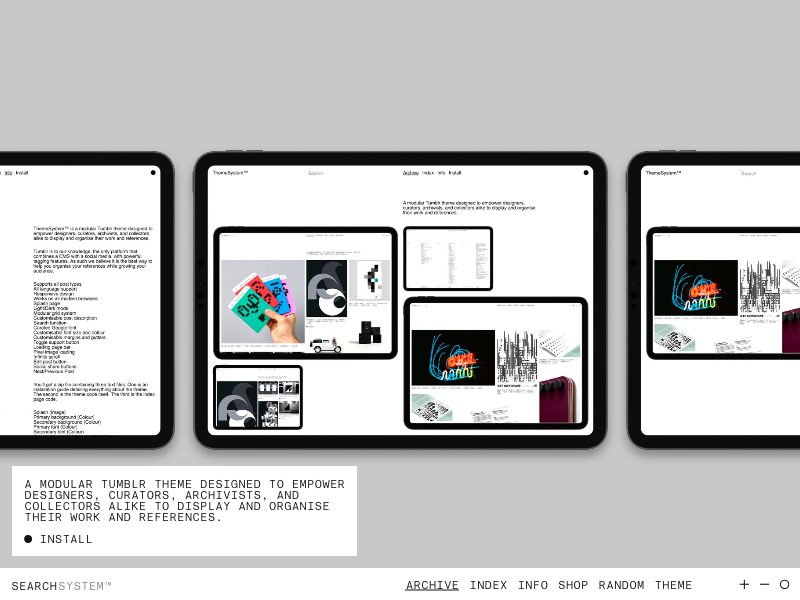 Info Install
ThemeSystem™ is a modular Tumblr theme designed to
empower designers, curators, archivists, and collectors
alike to display and organise their work and references.
Tumblr is to our knowledge, the only platform that
combines a CMS with a social media, with powerful
tagging features. As such we believe it is the best way to
help you organise your references while growing your
audience.
Supports all post types
All language support
Responsive design
Works on all modern browsers
Splash page
Light/Dark mode
Modular grid system
Customisable post description
Search function
Curated Google font
Customisable font size and colour
Customisable margins and gutters
Toggle support button
Loading page bar
Pixel image loading
Infinite scroll
Edit post button
Social share buttons
Next/Previous Post
You'll get a zip file containing three text files. One is an
installation guide detailing everything about the theme.
The second is the theme code itself. The third is the index
page code.
Splash (Image)
Primary background (Colour)
Secondary background (Colour)
Primary font (Colour)
Secondary font (Colour)
ThemeSystem™ Search Archive Index Info Install
A modular Tumblr theme designed to empower
designers, curators, archivists, and collectors alike to display and organise
their work and references.
ThemeSystem™ Search
A MODULAR TUMBLR THEME DESIGNED TO EMPOWER
DESIGNERS, CURATORS, ARCHIVISTS, AND
COLLECTORS ALIKE TO DISPLAY AND ORGANISE
THEIR WORK AND REFERENCES.
● INSTALL
SEARCHSYSTEM™ ARCHIVE INDEX INFO SHOP RANDOM THEME + − ○